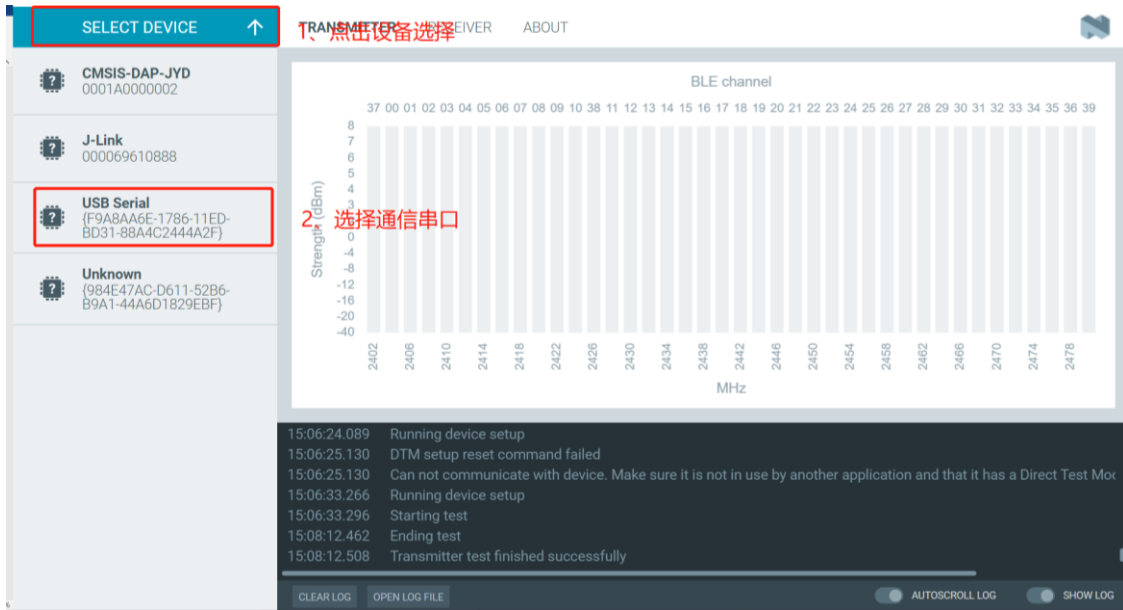 SELECT DEVICE
TRANSMITTER
RECEIVER
ABOUT
1、点击设备选择
CMSIS-DAP-JYD
0001A0000002
J-Link
000069610888
USB Serial
{F9A8AA6E-1786-11ED-
BD31-88A4C2444A2F}
Unknown
{984E47AC-D611-52B6-
B9A1-44A6D1829EBF}
2、选择通信串口
BLE channel
37 00 01 02 03 04 05 06 07 08 09 10 38 11 12 13 14 15 16 17 18 19 20 21 22 23 24 25 26 27 28 29 30 31 32 33 34 35 36 39
Strength (dBm)
8
7
6
5
4
3
0
-4
-8
-12
-16
-20
-40
2402 2406 2410 2414 2418 2422 2426 2430 2434 2438 2442 2446 2450 2454 2458 2462 2466 2470 2474 2478
MHz
15:06:24.089 Running device setup
15:06:25.130 DTM setup reset command failed
15:06:25.130 Can not communicate with device. Make sure it is not in use by another application and that it has a Direct Test Moc
15:06:33.266 Running device setup
15:06:33.296 Starting test
15:08:12.462 Ending test
15:08:12.508 Transmitter test finished successfully
CLEAR LOG
OPEN LOG FILE
AUTOSCROLL LOG
SHOW LOG